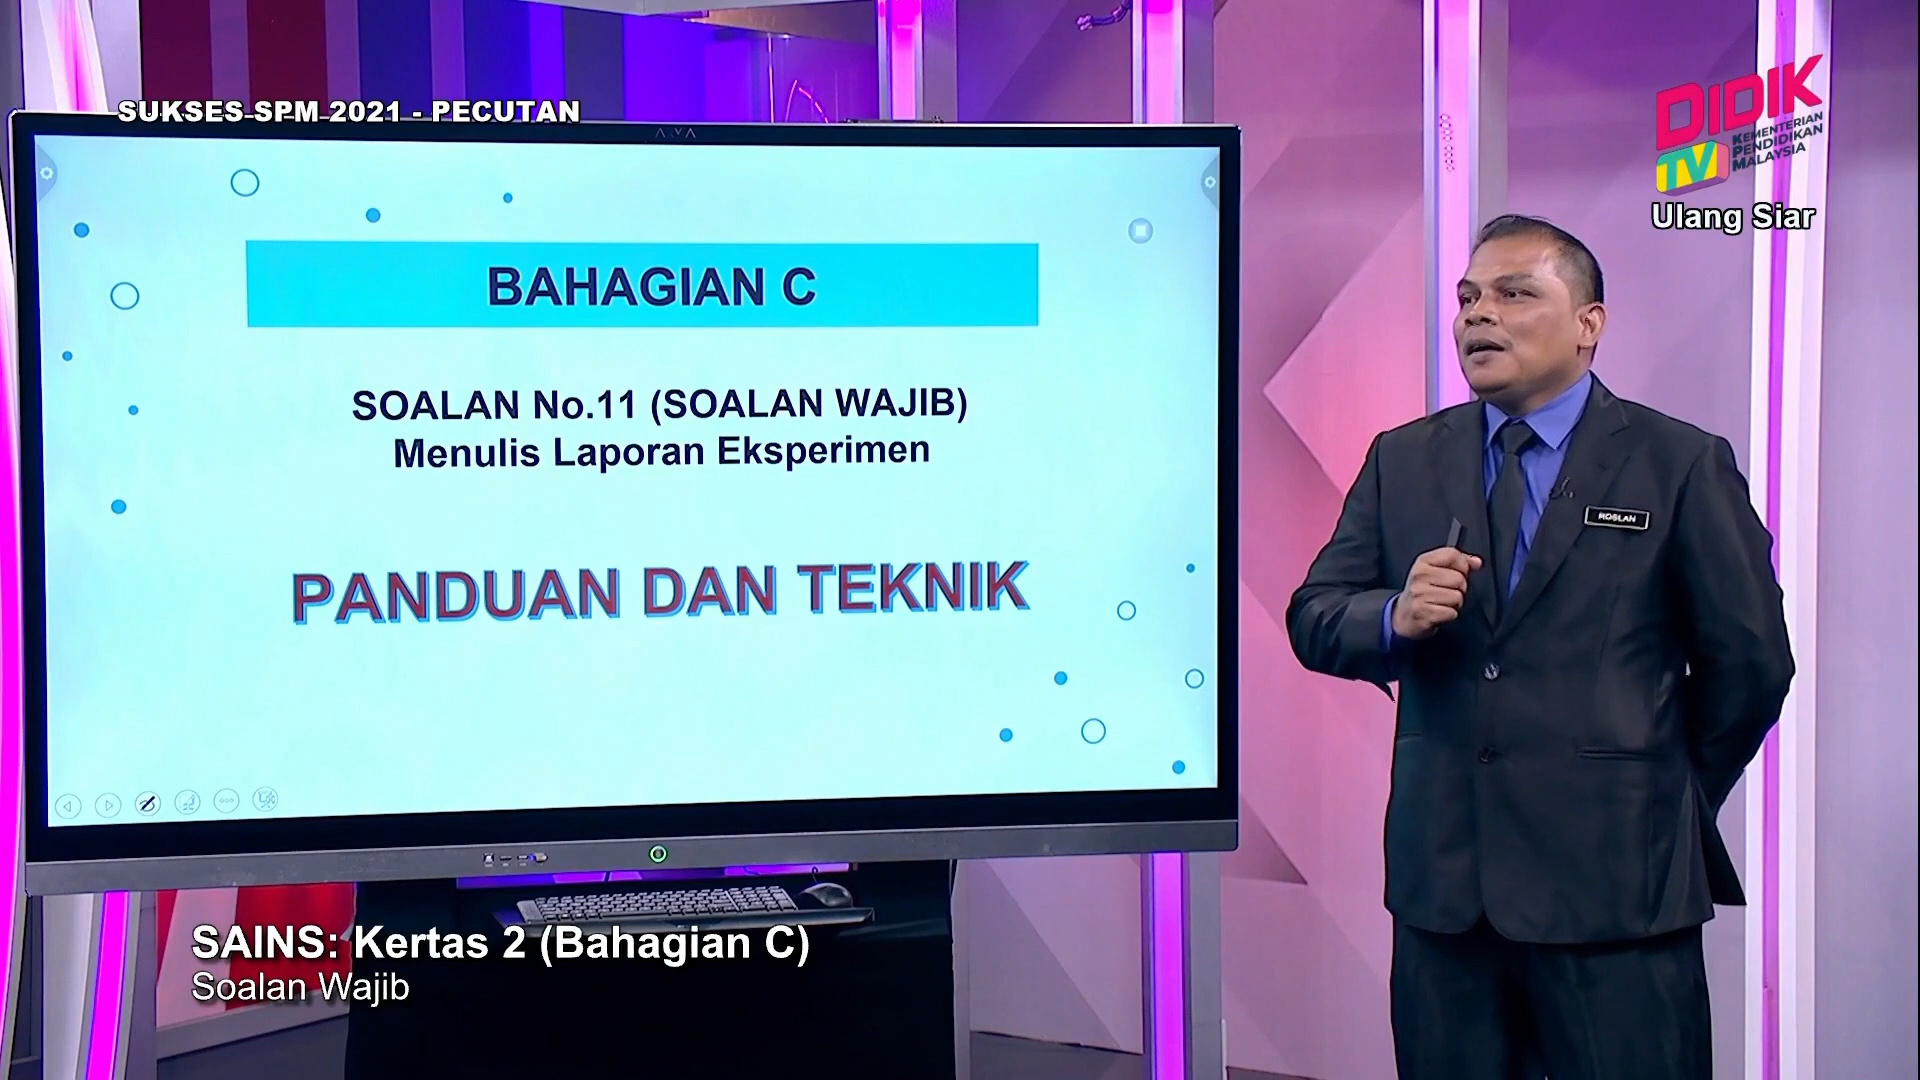 SUKSES SPM 2021 - PECUTAN
DIDIK
TV
KEMENTERIAN
PENDIDIKAN
MALAYSIA
Ulang Siar
BAHAGIAN C
SOALAN No.11 (SOALAN WAJIB)
Menulis Laporan Eksperimen
PANDUAN DAN TEKNIK
ROSLAN
SAINS: Kertas 2 (Bahagian C)
Soalan Wajib